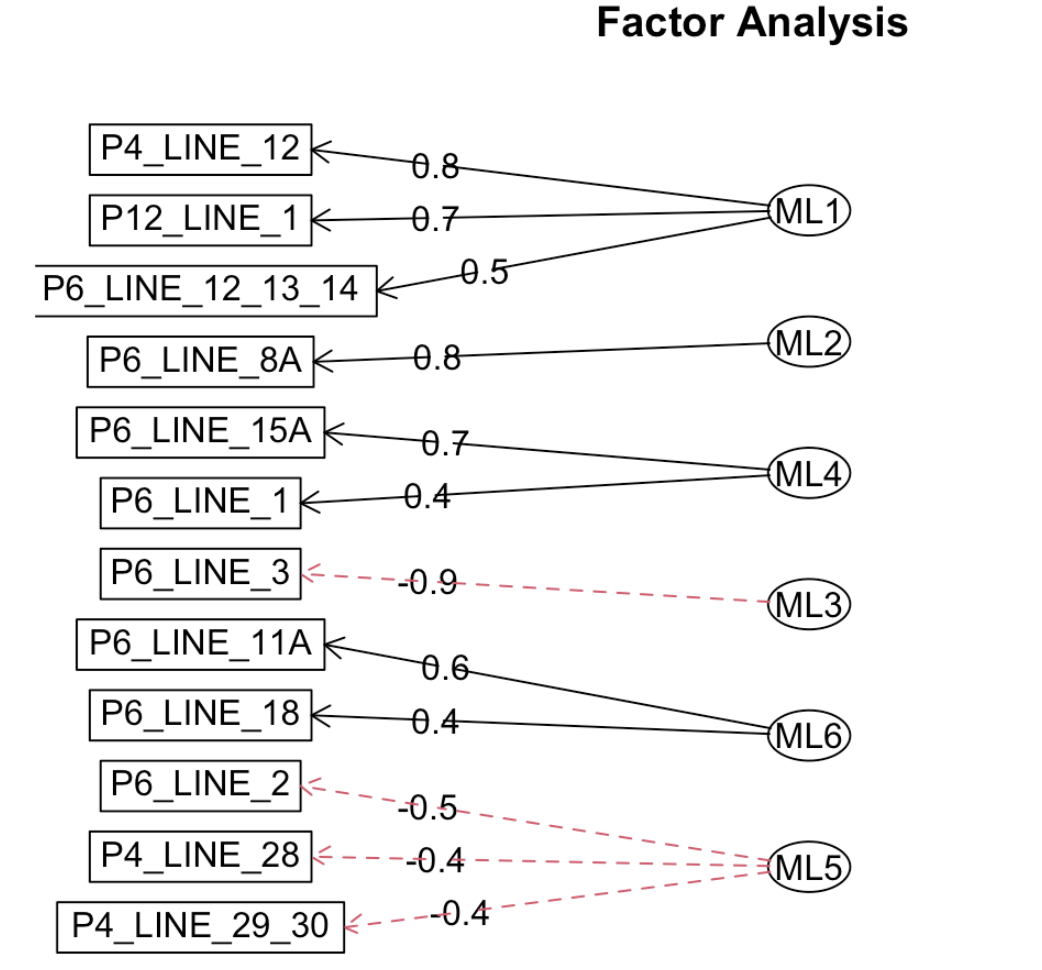 Factor Analysis
P4_LINE_12
0.8
P12_LINE_1
0.7
ML1
P6_LINE_12_13_14
0.5
P6_LINE_8A
0.8
ML2
P6_LINE_15A
0.7
ML4
P6_LINE_1
0.4
P6_LINE_3
-0.9
ML3
P6_LINE_11A
0.6
P6_LINE_18
0.4
ML6
P6_LINE_2
-0.5
P4_LINE_28
-0.4
ML5
P4_LINE_29_30
-0.4